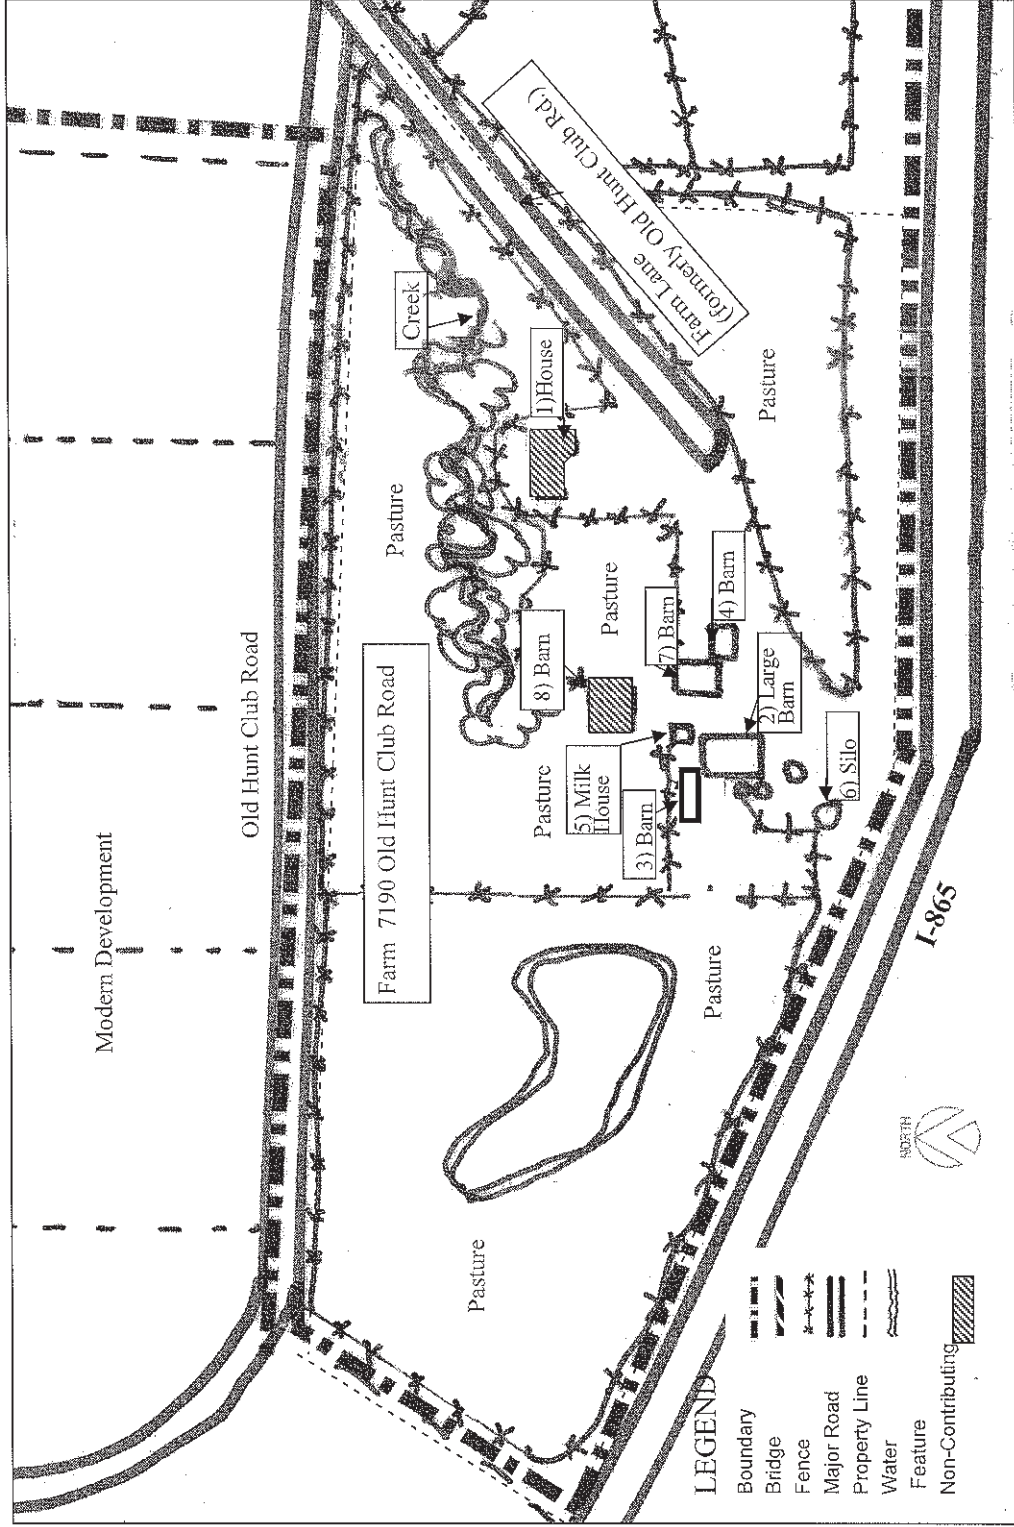 Modern Development
Old Hunt Club Road
Farm 7190 Old Hunt Club Road
Creek
Farm Lane
(formerly Old Hunt Club Rd.)
Pasture
1)House
Pasture
Pasture
8) Barn
7) Barn
4) Barn
Pasture
5) Milk
House
3) Barn
2) Large
Barn
6) Silo
Pasture
Pasture
I-865
NORTH
LEGEND
Boundary
Bridge
Fence
Major Road
Property Line
Water
Feature
Non-Contributing